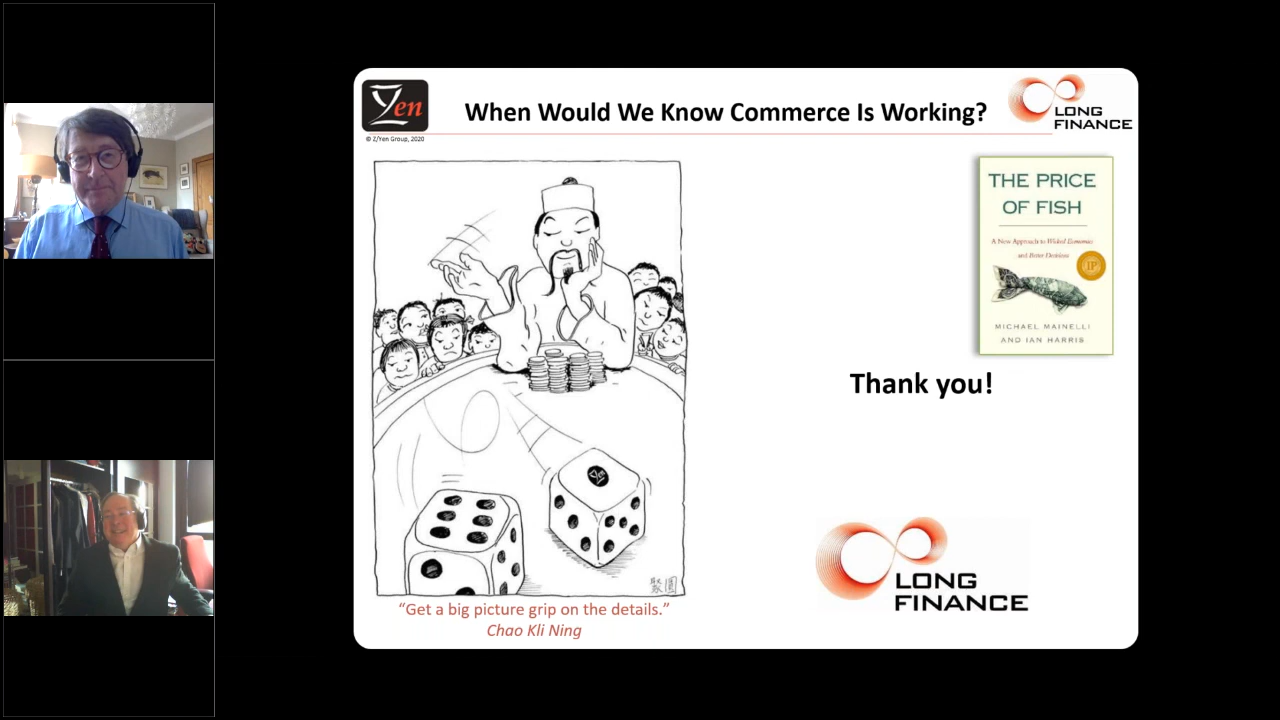 Zen
© Z/Yen Group, 2020
When Would We Know Commerce Is Working?
LONG
FINANCE
THE PRICE
OF FISH
A New Approach to Wicked Economics
and Better Decisions
IP
MICHAEL MAINELLI
AND IAN HARRIS
Thank you!
LONG
FINANCE
“Get a big picture grip on the details.”
Chao Kli Ning